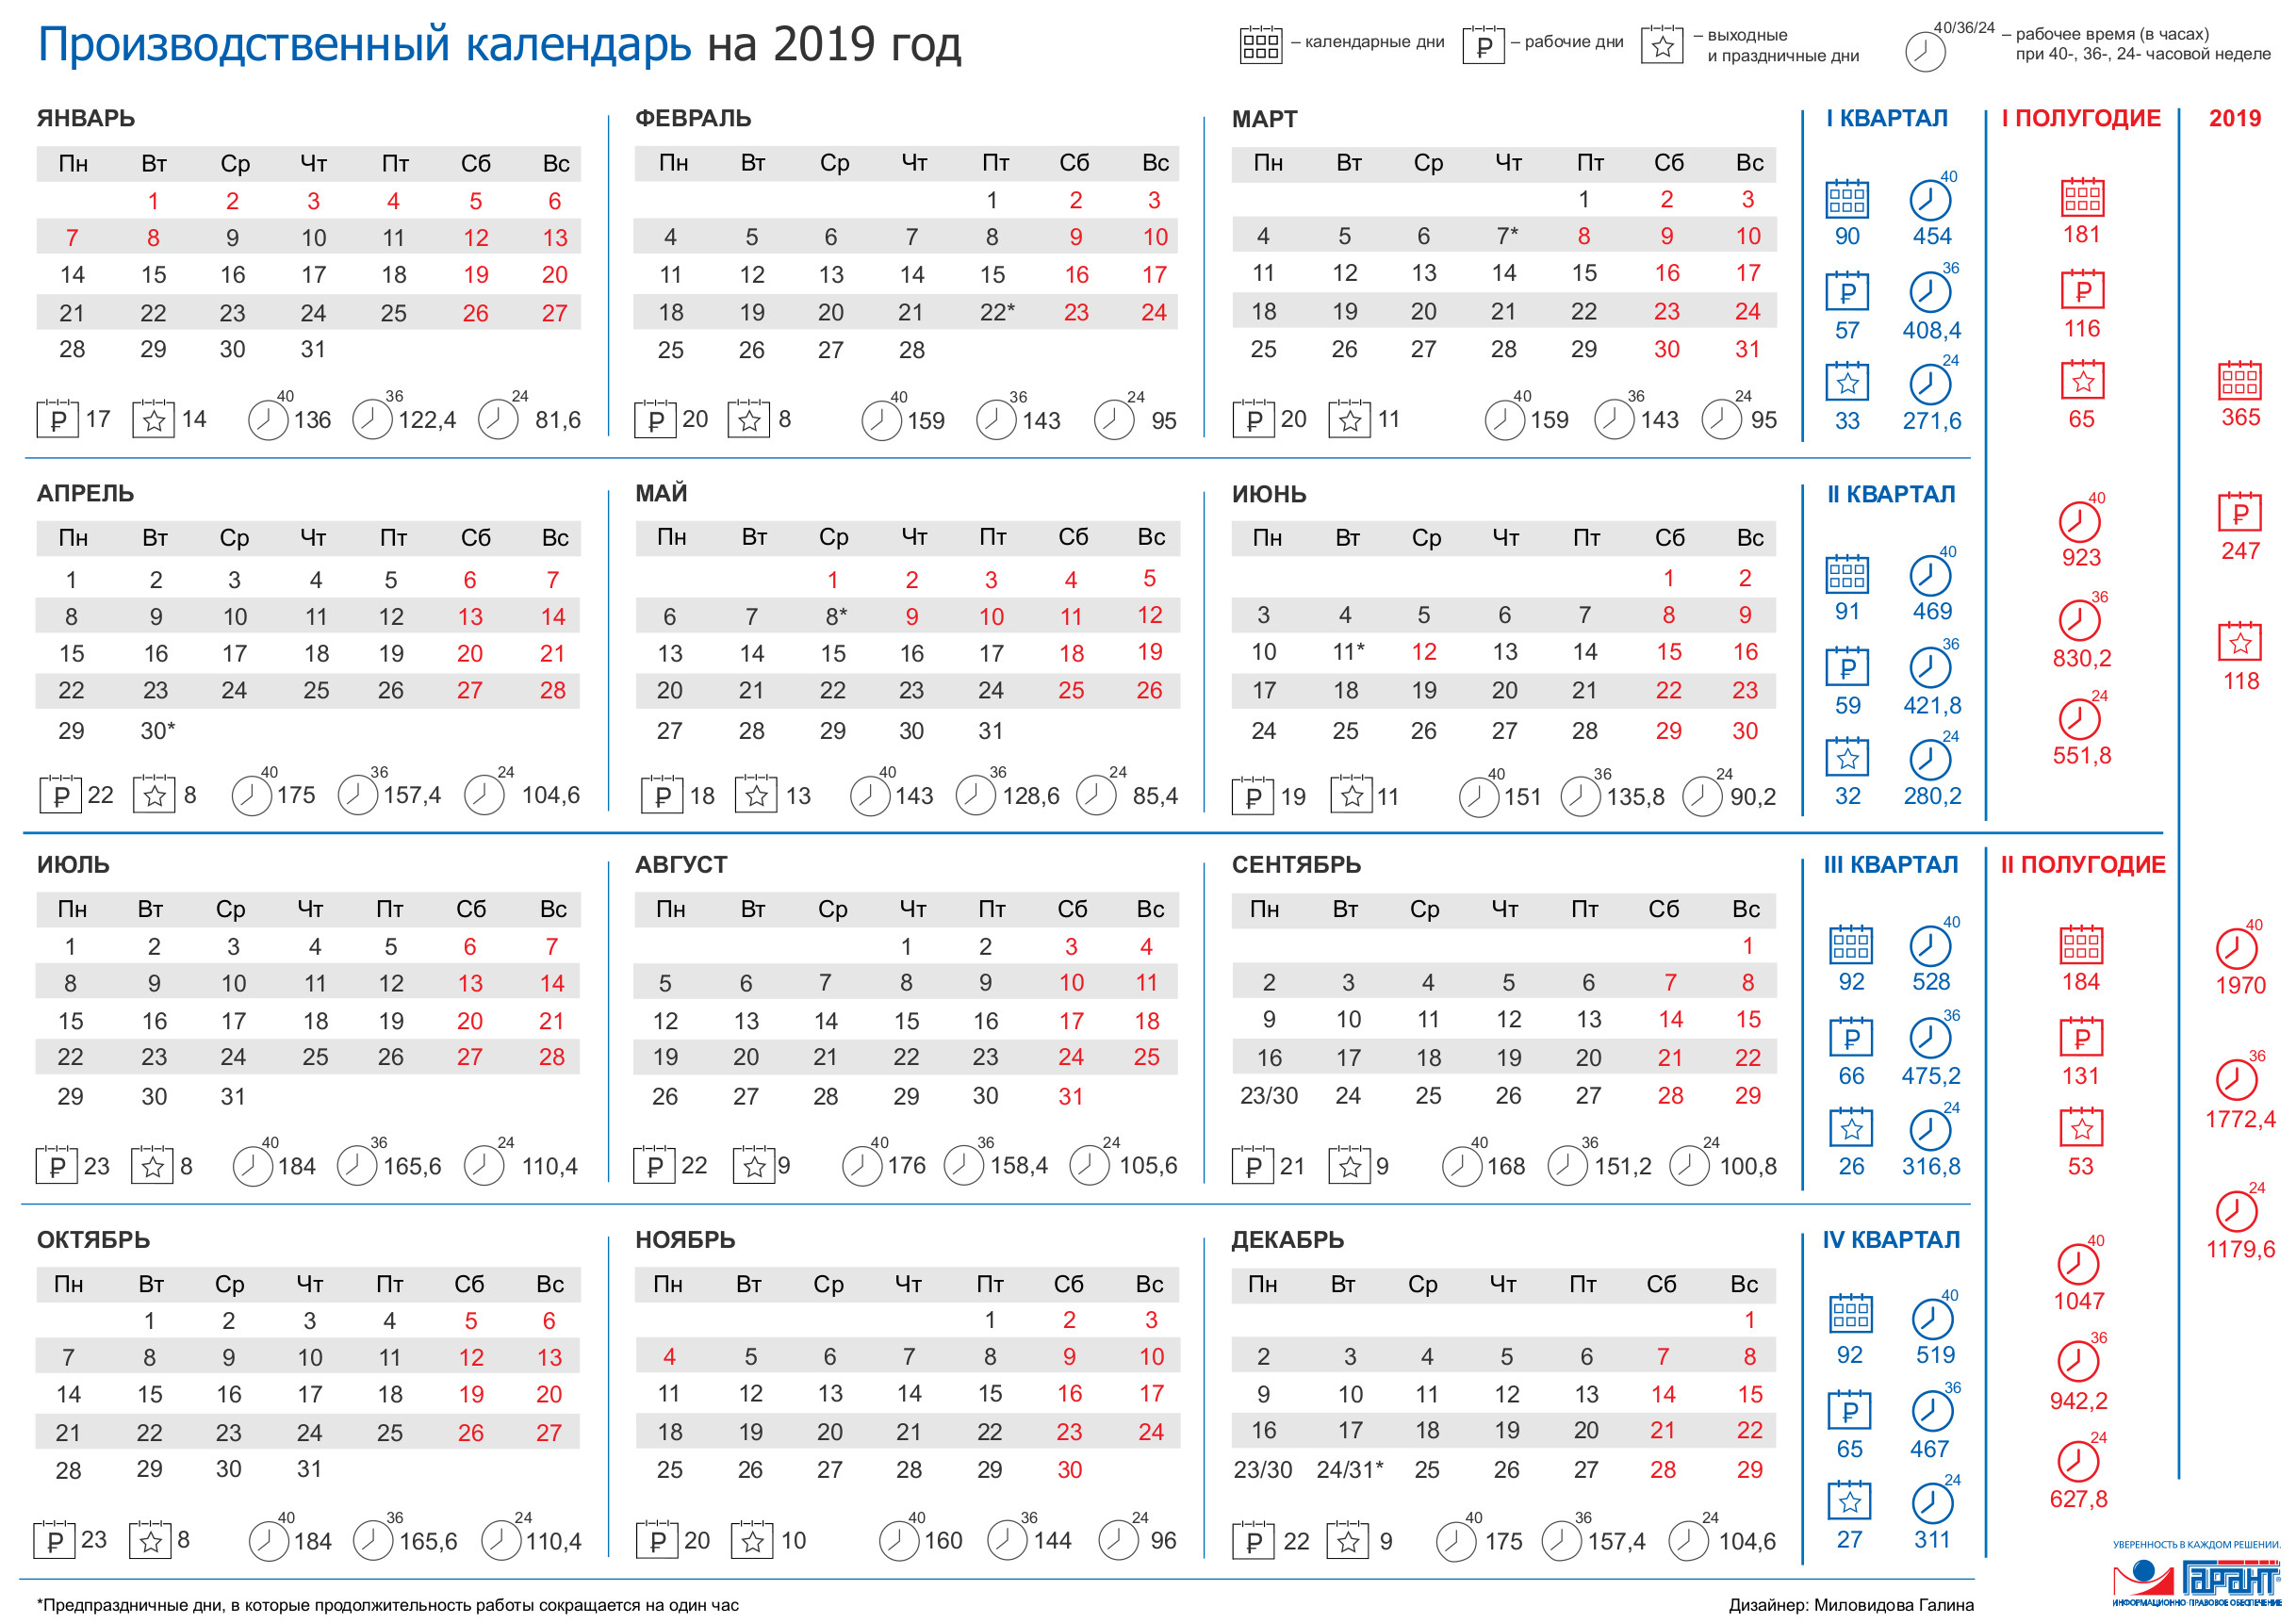 Производственный календарь на 2019 год
– календарные дни
– рабочие дни
– выходные
и праздничные дни
40/36/24
– рабочее время (в часах)
при 40-, 36-, 24- часовой неделе
ЯНВАРЬ
Пн Вт Ср Чт Пт Сб Вс
1 2 3 4 5 6
7 8 9 10 11 12 13
14 15 16 17 18 19 20
21 22 23 24 25 26 27
28 29 30 31
₽ 17 14 40 136 36 122,4 24 81,6
ФЕВРАЛЬ
Пн Вт Ср Чт Пт Сб Вс
1 2 3
4 5 6 7 8 9 10
11 12 13 14 15 16 17
18 19 20 21 22* 23 24
25 26 27 28
₽ 20 8 40 159 36 143 24 95
МАРТ
Пн Вт Ср Чт Пт Сб Вс
1 2 3
4 5 6 7* 8 9 10
11 12 13 14 15 16 17
18 19 20 21 22 23 24
25 26 27 28 29 30 31
₽ 20 11 40 159 36 143 24 95
I КВАРТАЛ
40
90 454
₽ 36
57 408,4
24
33 271,6
I ПОЛУГОДИЕ
181
₽
116
65
40
923
36
830,2
24
551,8
2019
365
₽
247
118
40
1970
36
1772,4
24
1179,6
АПРЕЛЬ
Пн Вт Ср Чт Пт Сб Вс
1 2 3 4 5 6 7
8 9 10 11 12 13 14
15 16 17 18 19 20 21
22 23 24 25 26 27 28
29 30*
₽ 22 8 40 175 36 157,4 24 104,6
МАЙ
Пн Вт Ср Чт Пт Сб Вс
1 2 3 4 5
6 7 8* 9 10 11 12
13 14 15 16 17 18 19
20 21 22 23 24 25 26
27 28 29 30 31
₽ 18 13 40 143 36 128,6 24 85,4
ИЮНЬ
Пн Вт Ср Чт Пт Сб Вс
1 2
3 4 5 6 7 8 9
10 11* 12 13 14 15 16
17 18 19 20 21 22 23
24 25 26 27 28 29 30
₽ 19 11 40 151 36 135,8 24 90,2
II КВАРТАЛ
40
91 469
₽ 36
59 421,8
24
32 280,2
ИЮЛЬ
Пн Вт Ср Чт Пт Сб Вс
1 2 3 4 5 6 7
8 9 10 11 12 13 14
15 16 17 18 19 20 21
22 23 24 25 26 27 28
29 30 31
₽ 23 8 40 184 36 165,6 24 110,4
АВГУСТ
Пн Вт Ср Чт Пт Сб Вс
1 2 3 4
5 6 7 8 9 10 11
12 13 14 15 16 17 18
19 20 21 22 23 24 25
26 27 28 29 30 31
₽ 22 9 40 176 36 158,4 24 105,6
СЕНТЯБРЬ
Пн Вт Ср Чт Пт Сб Вс
1
2 3 4 5 6 7 8
9 10 11 12 13 14 15
16 17 18 19 20 21 22
23/30 24 25 26 27 28 29
₽ 21 9 40 168 36 151,2 24 100,8
III КВАРТАЛ
40
92 528
₽ 36
66 475,2
24
26 316,8
II ПОЛУГОДИЕ
184
₽
131
53
40
1047
36
942,2
24
627,8
ОКТЯБРЬ
Пн Вт Ср Чт Пт Сб Вс
1 2 3 4 5 6
7 8 9 10 11 12 13
14 15 16 17 18 19 20
21 22 23 24 25 26 27
28 29 30 31
₽ 23 8 40 184 36 165,6 24 110,4
НОЯБРЬ
Пн Вт Ср Чт Пт Сб Вс
1 2 3
4 5 6 7 8 9 10
11 12 13 14 15 16 17
18 19 20 21 22 23 24
25 26 27 28 29 30
₽ 20 10 40 160 36 144 24 96
ДЕКАБРЬ
Пн Вт Ср Чт Пт Сб Вс
1
2 3 4 5 6 7 8
9 10 11 12 13 14 15
16 17 18 19 20 21 22
23/30 24/31* 25 26 27 28 29
₽ 22 9 40 175 36 157,4 24 104,6
IV КВАРТАЛ
40
92 519
₽ 36
65 467
24
27 311
УВЕРЕННОСТЬ В КАЖДОМ РЕШЕНИИ.
ГАРАНТ®
ИНФОРМАЦИОННО-ПРАВОВОЕ ОБЕСПЕЧЕНИЕ
*Предпраздничные дни, в которые продолжительность работы сокращается на один час
Дизайнер: Миловидова Галина